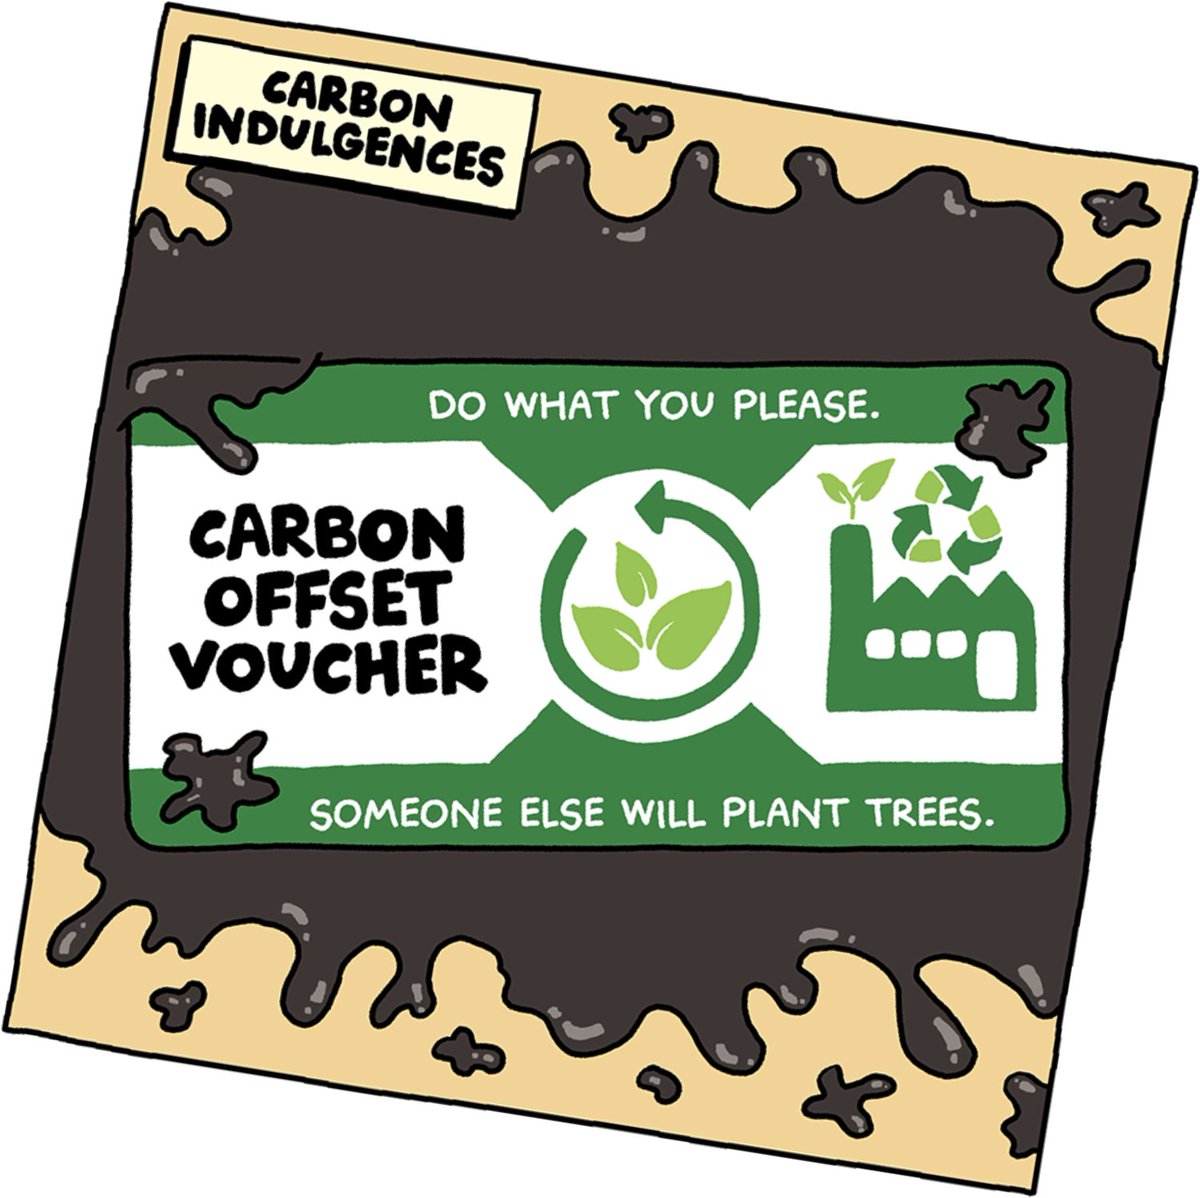 CARBON
INDULGENCES
DO WHAT YOU PLEASE.
CARBON
OFFSET
VOUCHER
SOMEONE ELSE WILL PLANT TREES.